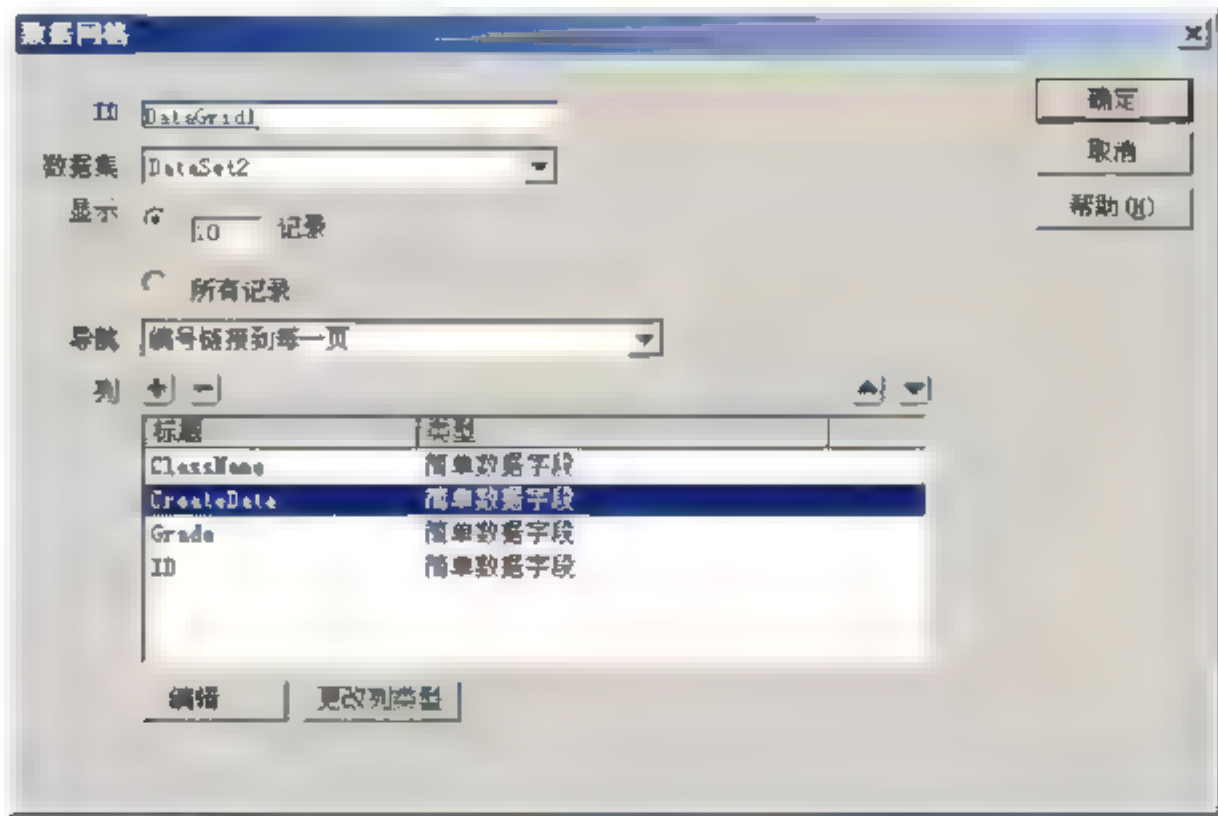 数据网格
ID DataGrid1
确定
数据集 DataSet2
取消
显示 10 记录
帮助(H)
所有记录
导航 编号链接到每一页
列
标题 类型
ClassName 简单数据字段
CreateDate 简单数据字段
Grade 简单数据字段
ID 简单数据字段
编辑 更改列类型